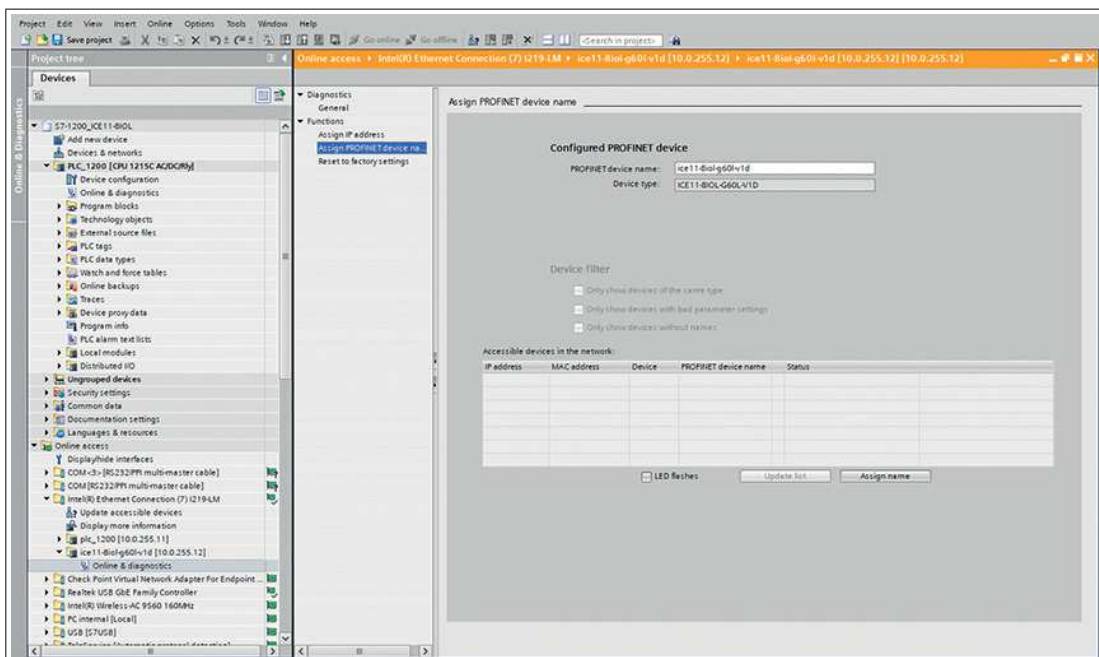 Project Edit View Insert Online Options Tools Window Help
Save project Go online Go offline <Search in project>
Project tree
Online access ▸ Intel(R) Ethernet Connection (7) I219-LM ▸ ice11-8iol-g60l-v1d [10.0.255.12] ▸ ice11-8iol-g60l-v1d [10.0.255.12] [10.0.255.12]
Devices
Online & Diagnostics
S7-1200_ICE11-8IOL
Add new device
Devices & networks
PLC_1200 [CPU 1215C AC/DC/Rly]
Device configuration
Online & diagnostics
Program blocks
Technology objects
External source files
PLC tags
PLC data types
Watch and force tables
Online backups
Traces
Device proxy data
Program info
PLC alarm text lists
Local modules
Distributed I/O
Ungrouped devices
Security settings
Common data
Documentation settings
Languages & resources
Online access
Display/hide interfaces
COM <3> [RS232/PPI multi-master cable]
COM [RS232/PPI multi-master cable]
Intel(R) Ethernet Connection (7) I219-LM
Update accessible devices
Display more information
plc_1200 [10.0.255.11]
ice11-8iol-g60l-v1d [10.0.255.12]
Online & diagnostics
Check Point Virtual Network Adapter For Endpoint ...
Realtek USB GbE Family Controller
Intel(R) Wireless-AC 9560 160MHz
PC internal [Local]
USB [S7USB]
Diagnostics
General
Functions
Assign IP address
Assign PROFINET device na...
Reset to factory settings
Assign PROFINET device name
Configured PROFINET device
PROFINET device name: ice11-8iol-g60l-v1d
Device type: ICE11-8IOL-G60L-V1D
Device filter
Only show devices of the same type
Only show devices with bad parameter settings
Only show devices without names
Accessible devices in the network:
IP address MAC address Device PROFINET device name Status
LED flashes Update list Assign name